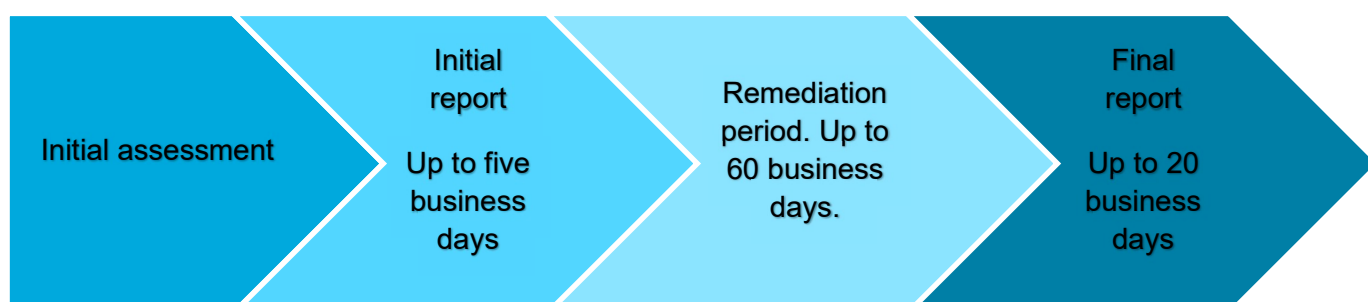 Initial assessment
Initial
report
Up to five
business
days
Remediation
period. Up to
60 business
days.
Final
report
Up to 20
business
days